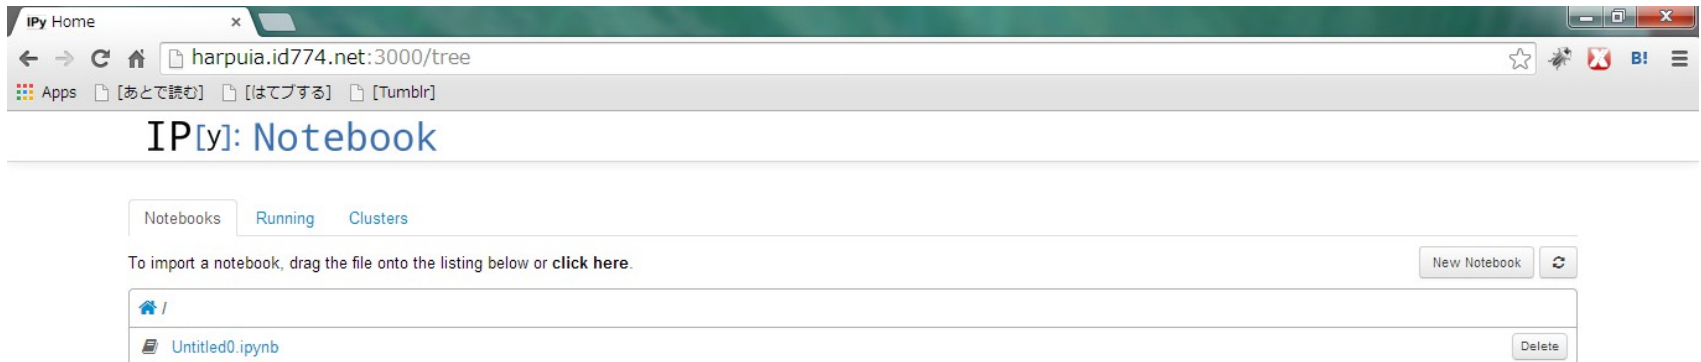 IPy Home
harpuia.id774.net:3000/tree
B!
Apps [あとで読む] [はてブする] [Tumblr]
IP[y]: Notebook
Notebooks Running Clusters
To import a notebook, drag the file onto the listing below or click here. New Notebook
/
Untitled0.ipynb Delete